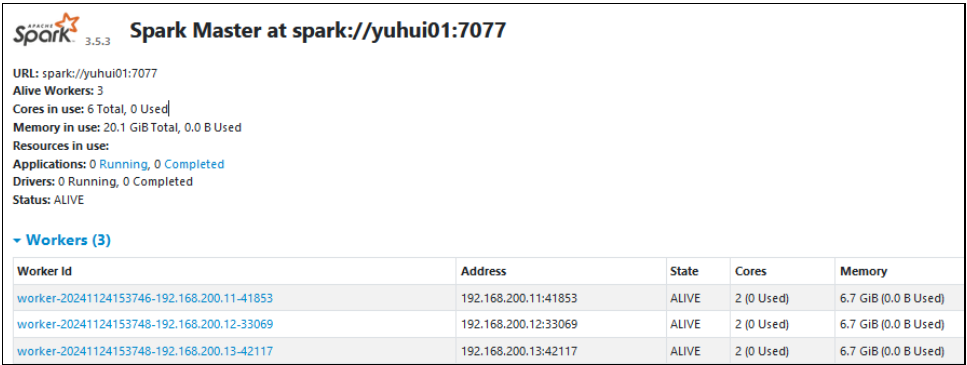 APACHE
Spark 3.5.3 Spark Master at spark://yuhui01:7077
URL: spark://yuhui01:7077
Alive Workers: 3
Cores in use: 6 Total, 0 Used
Memory in use: 20.1 GiB Total, 0.0 B Used
Resources in use:
Applications: 0 Running, 0 Completed
Drivers: 0 Running, 0 Completed
Status: ALIVE
Workers (3)
Worker Id Address State Cores Memory
worker-20241124153746-192.168.200.11-41853 192.168.200.11:41853 ALIVE 2 (0 Used) 6.7 GiB (0.0 B Used)
worker-20241124153748-192.168.200.12-33069 192.168.200.12:33069 ALIVE 2 (0 Used) 6.7 GiB (0.0 B Used)
worker-20241124153748-192.168.200.13-42117 192.168.200.13:42117 ALIVE 2 (0 Used) 6.7 GiB (0.0 B Used)